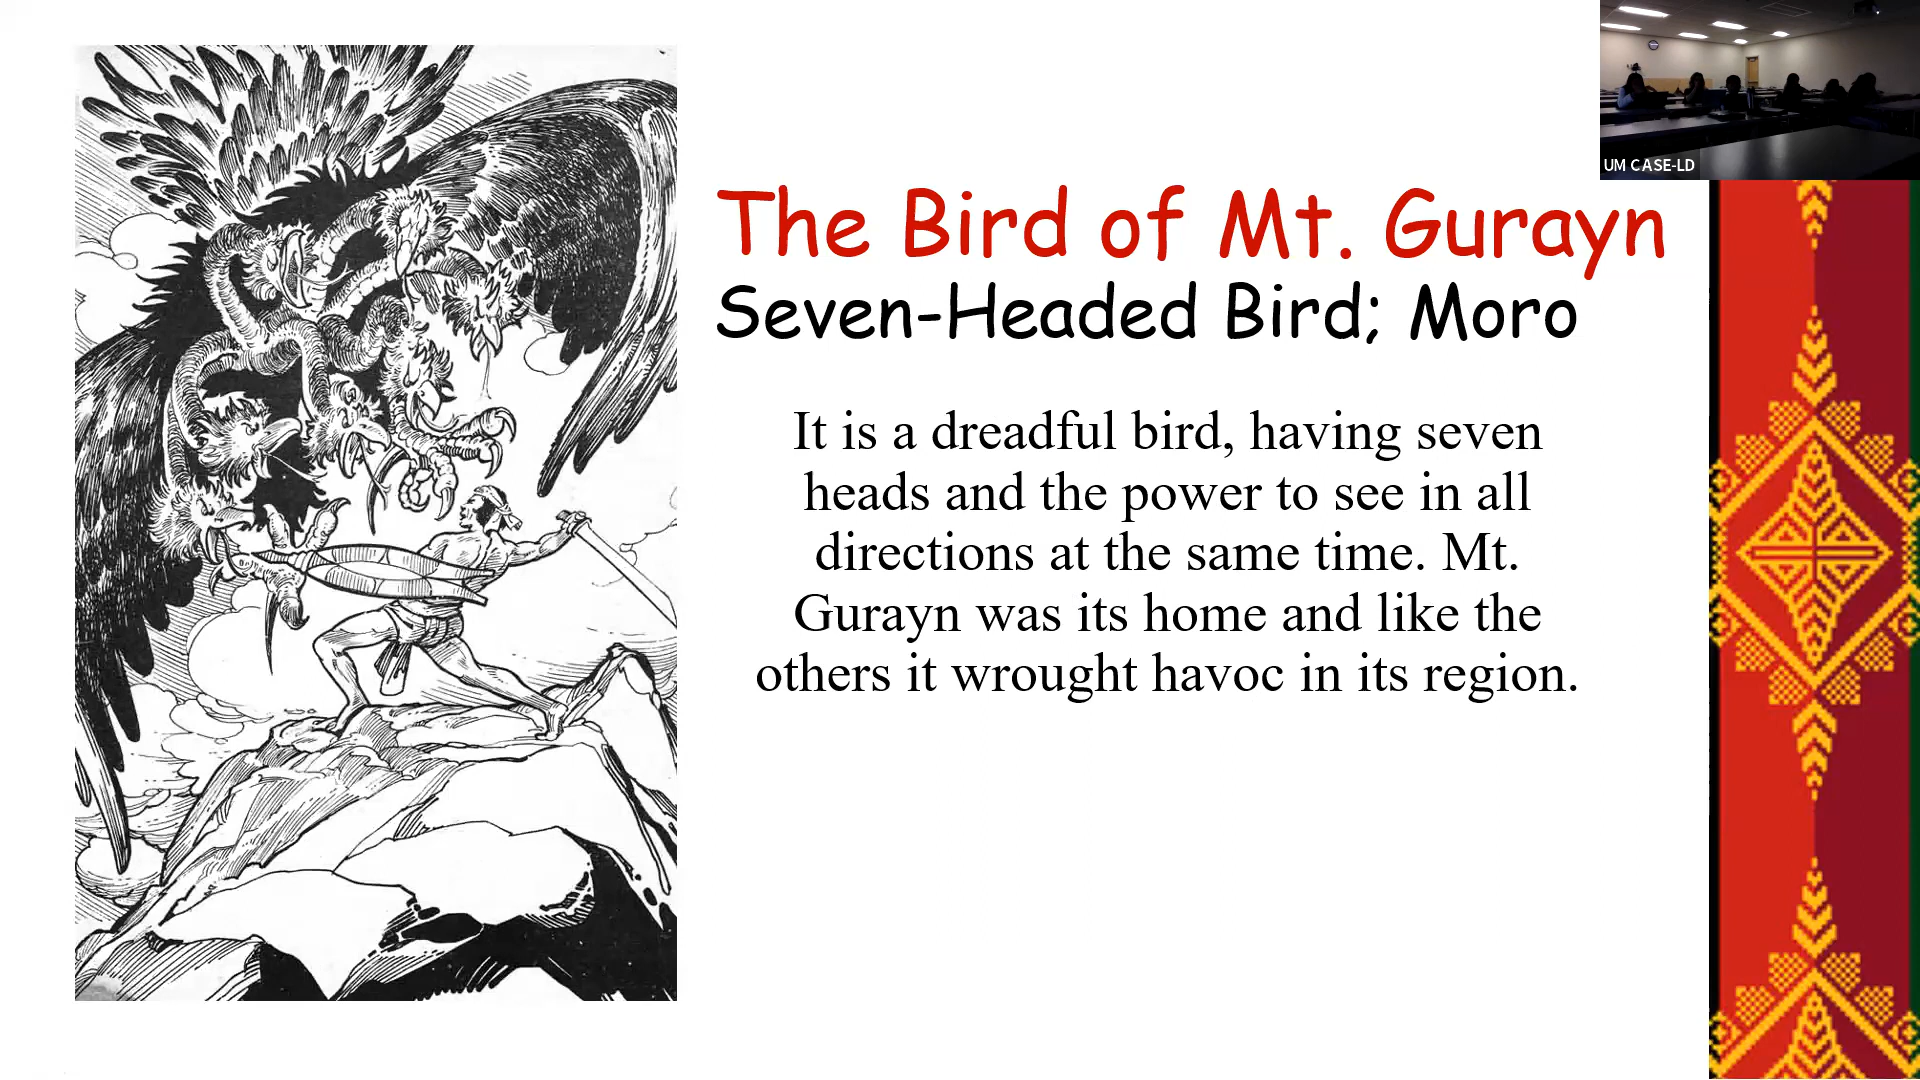 UM CASE-LD
The Bird of Mt. Gurayn
Seven-Headed Bird; Moro
It is a dreadful bird, having seven
heads and the power to see in all
directions at the same time. Mt.
Gurayn was its home and like the
others it wrought havoc in its region.